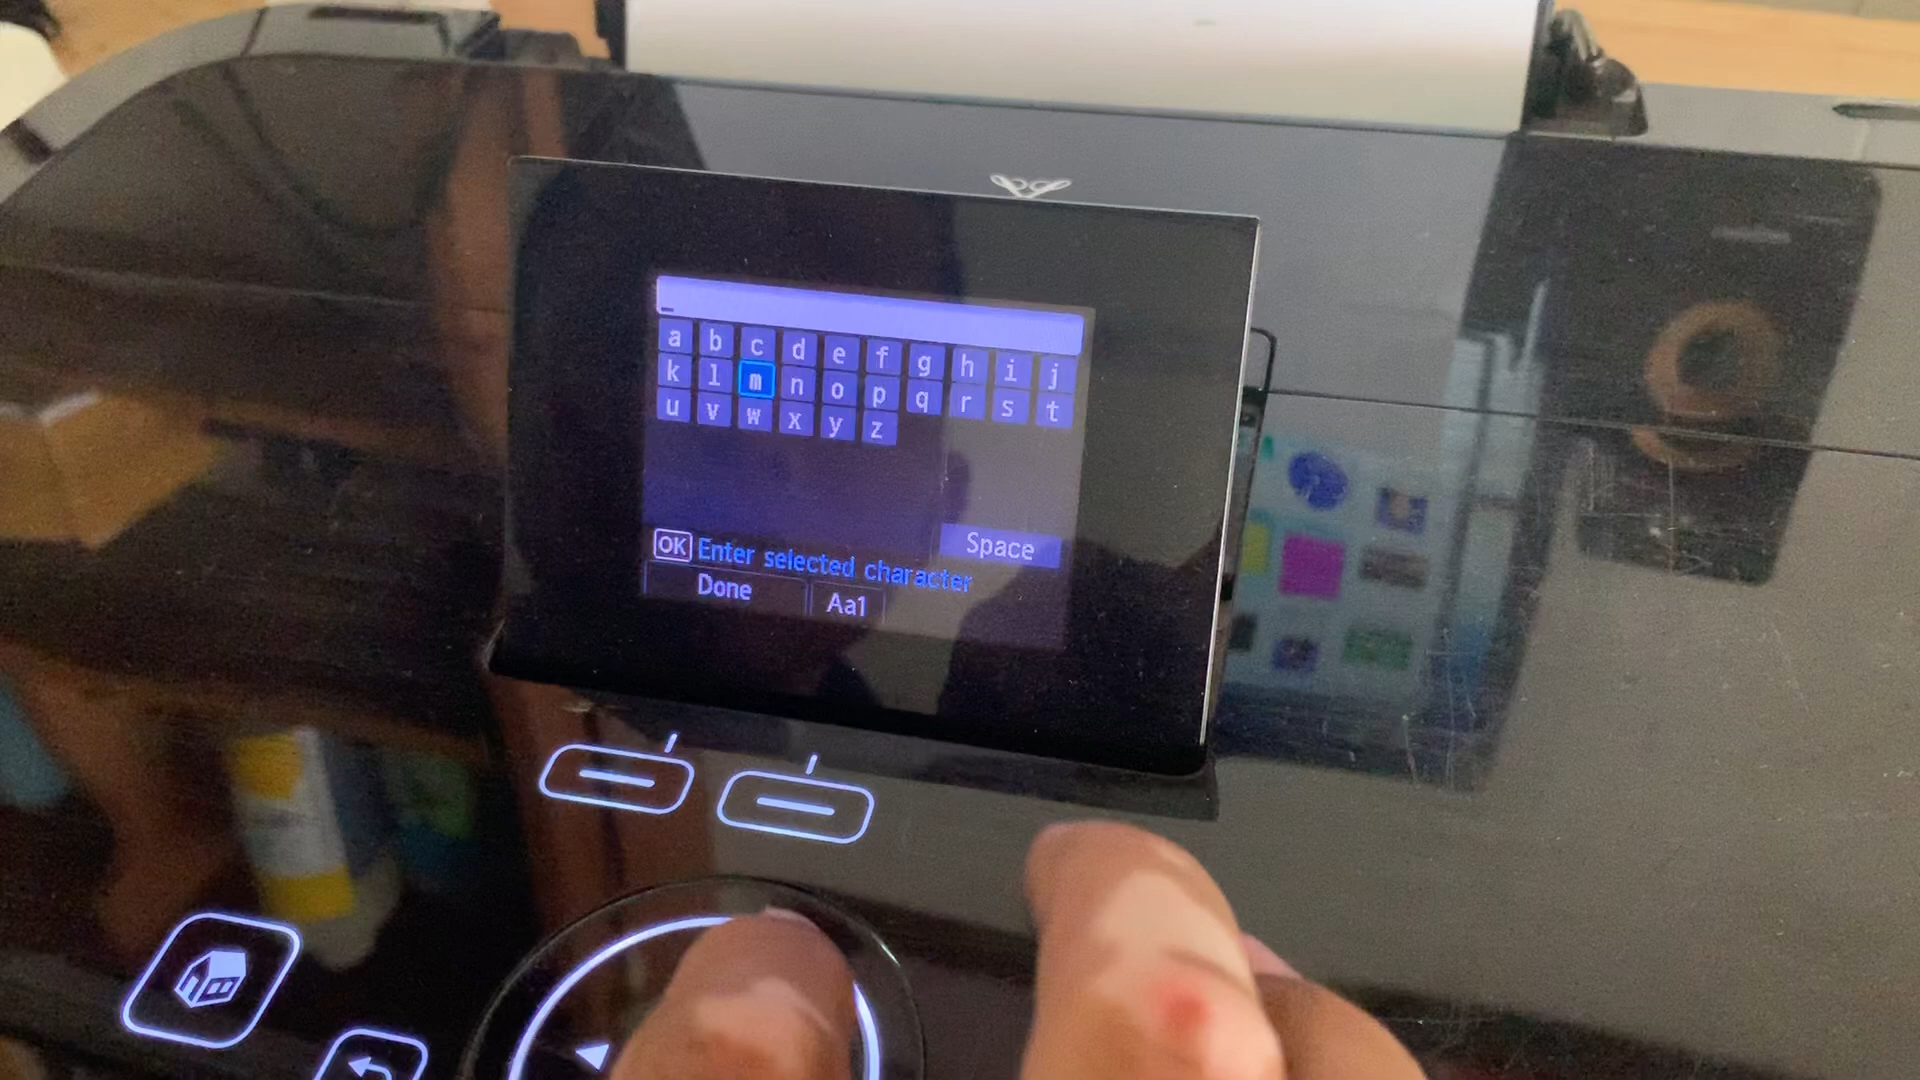 _
a b c d e f g h i j
k l m n o p q r s t
u v w x y z
Space
OK Enter selected character
Done Aa1